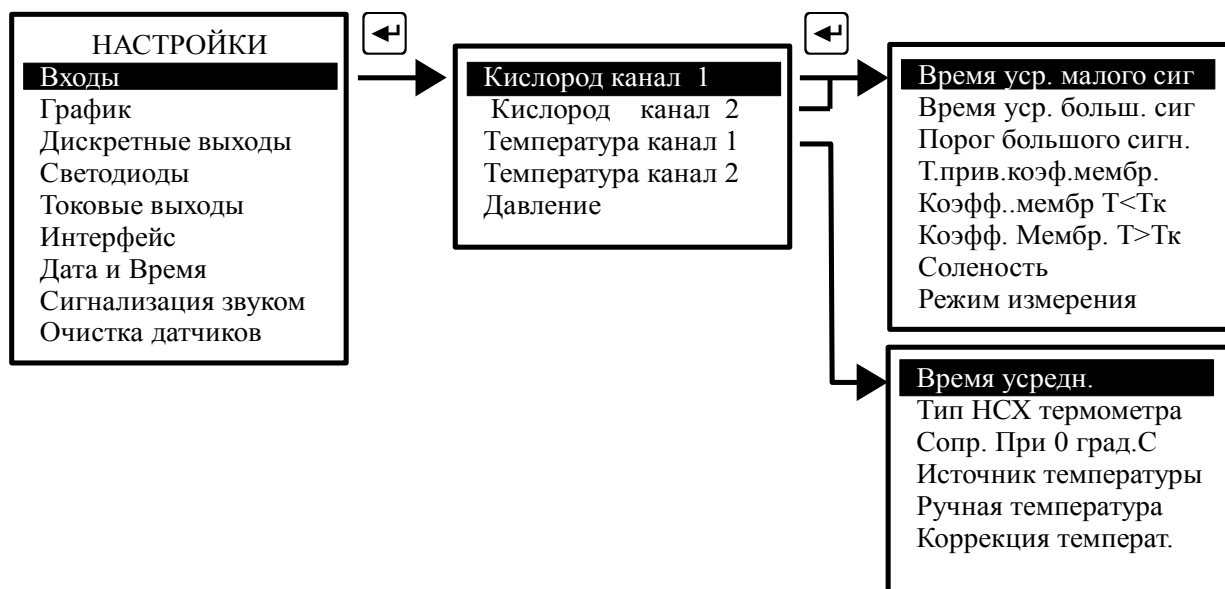 НАСТРОЙКИ
Входы
График
Дискретные выходы
Светодиоды
Токовые выходы
Интерфейс
Дата и Время
Сигнализация звуком
Очистка датчиков
Кислород канал 1
Кислород канал 2
Температура канал 1
Температура канал 2
Давление
Время уср. малого сиг
Время уср. больш. сиг
Порог большого сигн.
Т.прив.коэф.мембр.
Коэфф..мембр Т<Тк
Коэфф. Мембр. Т>Тк
Соленость
Режим измерения
Время усредн.
Тип НСХ термометра
Сопр. При 0 град.С
Источник температуры
Ручная температура
Коррекция температ.